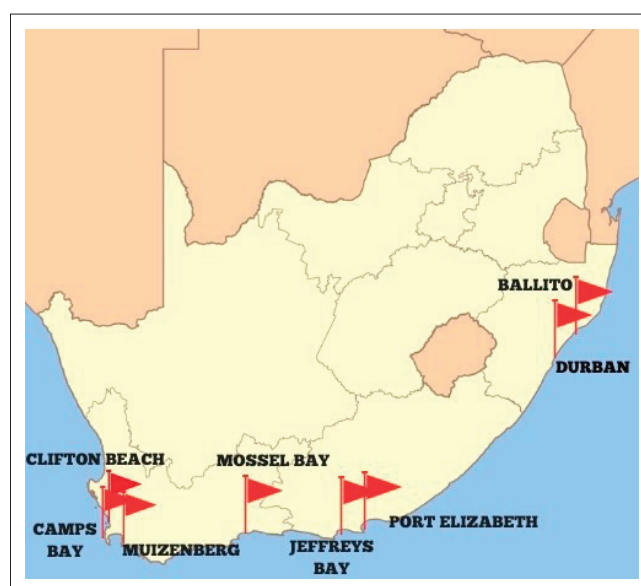 BALLITO
DURBAN
CLIFTON BEACH
MOSSEL BAY
CAMPS
BAY
MUIZENBERG
JEFFREYS
BAY
PORT ELIZABETH